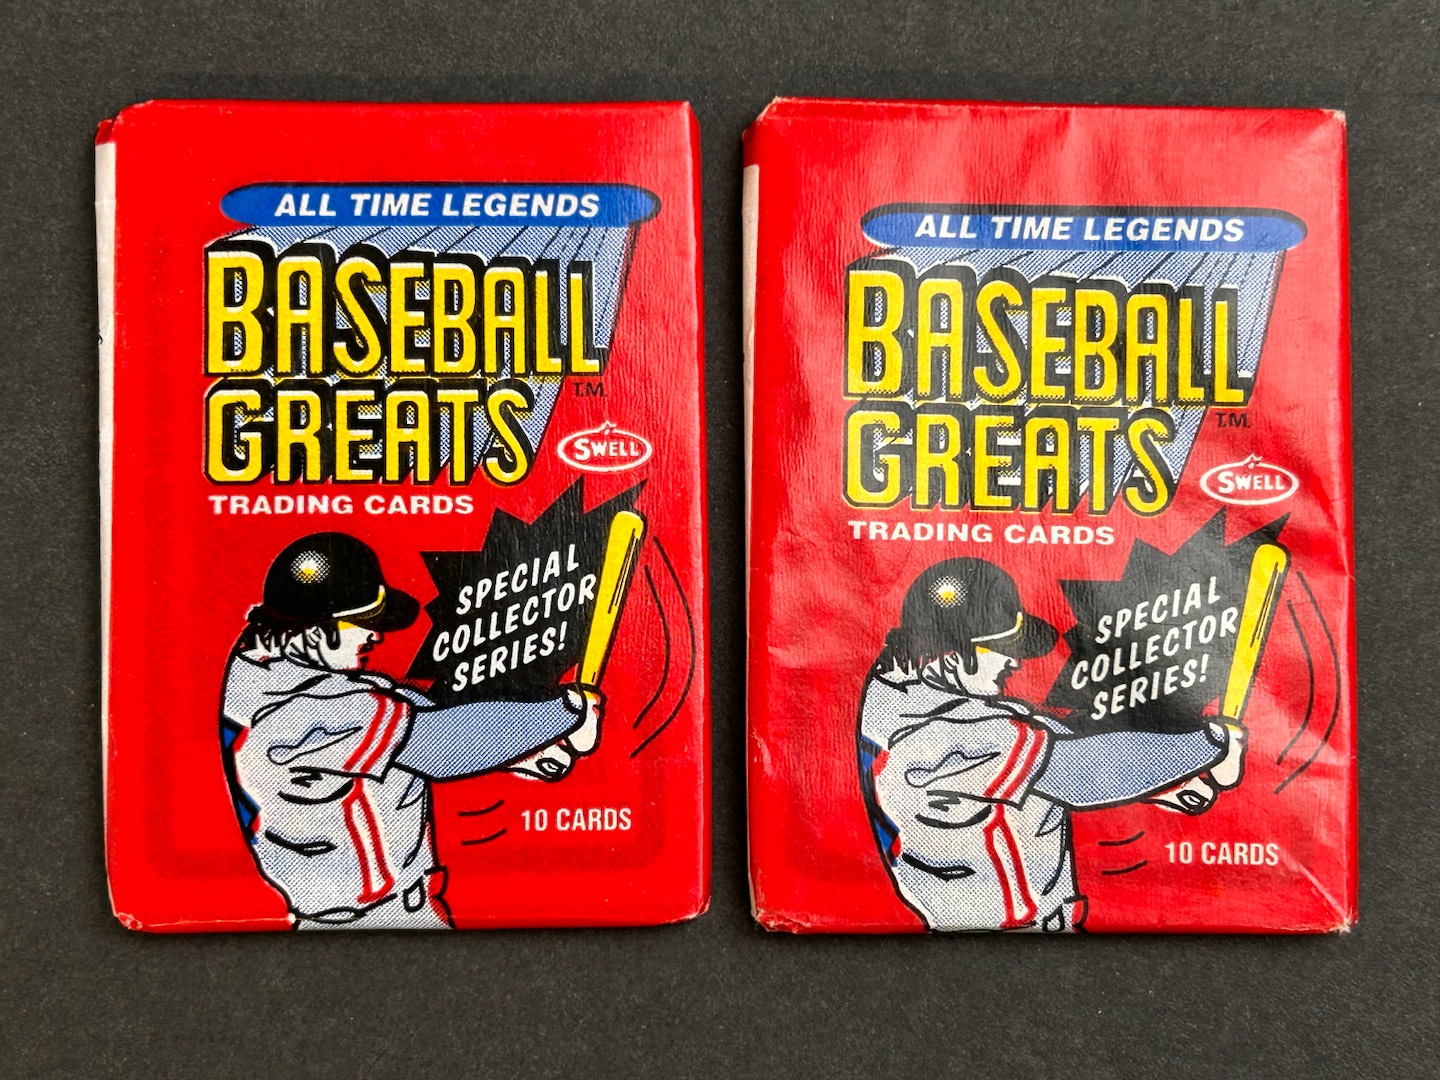 ALL TIME LEGENDS
BASEBALL
GREATS
T.M.
SWELL
TRADING CARDS
SPECIAL
COLLECTOR
SERIES!
10 CARDS
ALL TIME LEGENDS
BASEBALL
GREATS
T.M.
SWELL
TRADING CARDS
SPECIAL
COLLECTOR
SERIES!
10 CARDS